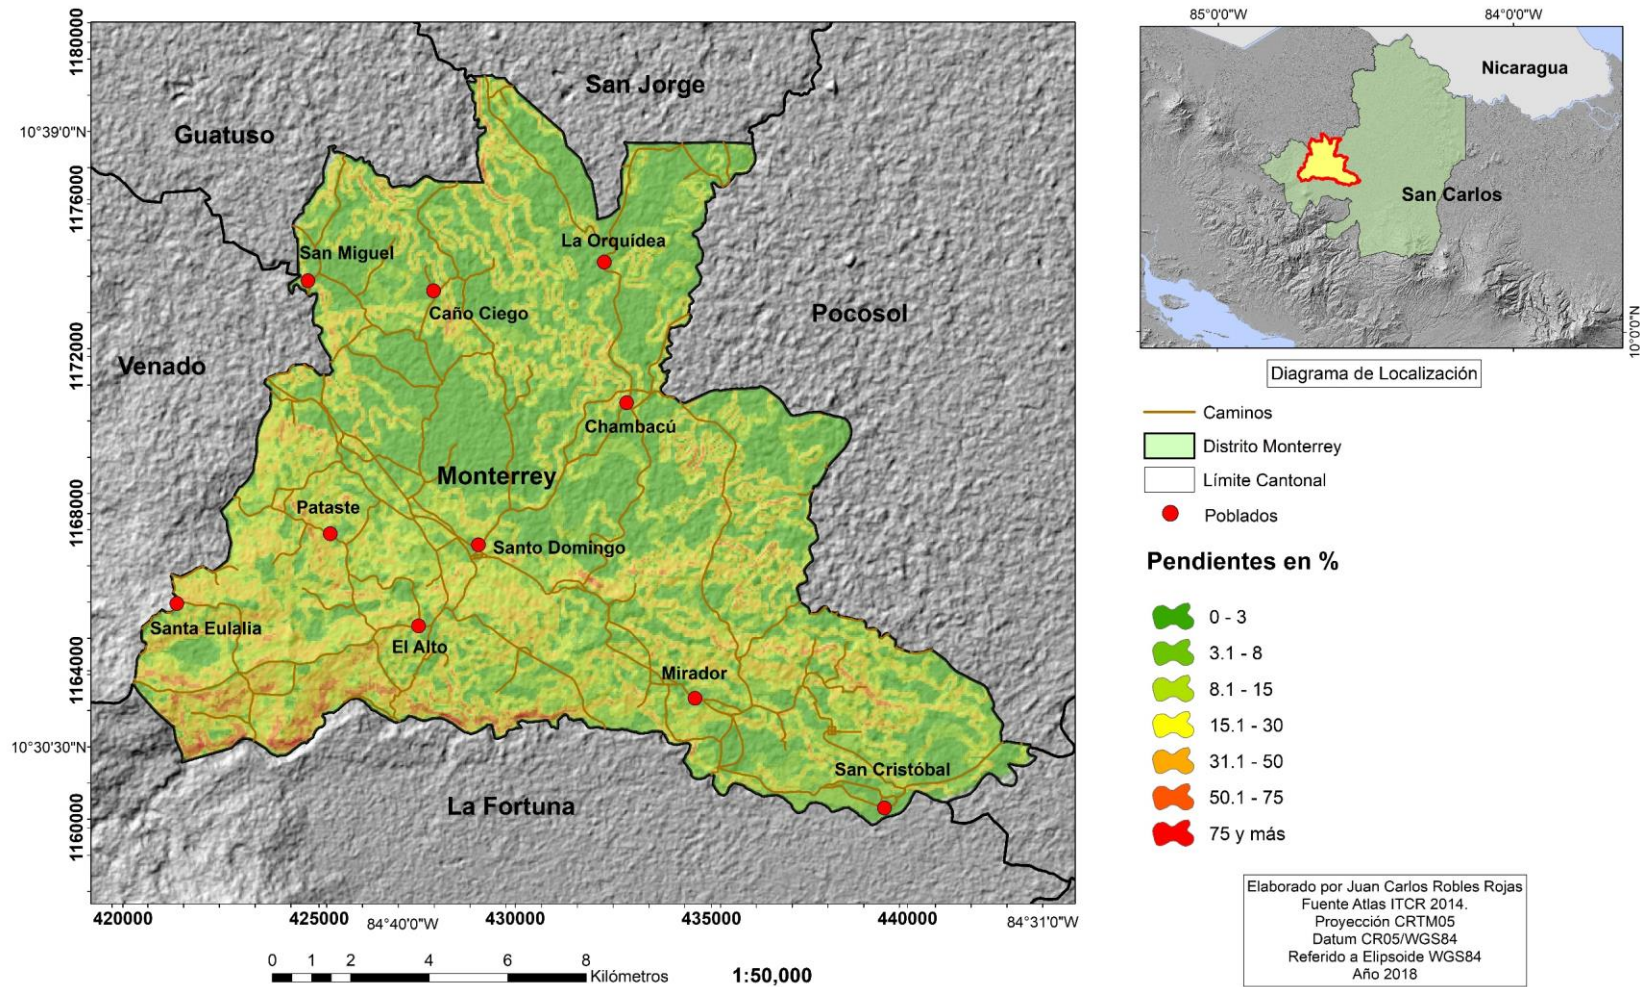 1180000
1176000
1172000
1168000
1164000
1160000
10°39'0"N
10°30'30"N
Guatuso
San Jorge
San Miguel
La Orquídea
Caño Ciego
Pocosol
Venado
Chambacú
Monterrey
Pataste
Santo Domingo
Santa Eulalia
El Alto
Mirador
San Cristóbal
La Fortuna
420000
425000
84°40'0"W
430000
435000
440000
84°31'0"W
0 1 2 4 6 8
Kilómetros
1:50,000
85°0'0"W
84°0'0"W
Nicaragua
San Carlos
10°0'0"N
Diagrama de Localización
Caminos
Distrito Monterrey
Límite Cantonal
Poblados
Pendientes en %
0 - 3
3.1 - 8
8.1 - 15
15.1 - 30
31.1 - 50
50.1 - 75
75 y más
Elaborado por Juan Carlos Robles Rojas
Fuente Atlas ITCR 2014.
Proyección CRTM05
Datum CR05/WGS84
Referido a Elipsoide WGS84
Año 2018